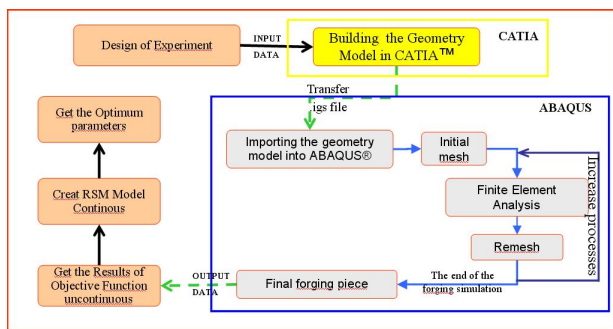 Design of Experiment
INPUT
DATA
Building the Geometry
Model in CATIA™
CATIA
Transfer
igs file
ABAQUS
Get the Optimum
parameters
Importing the geometry
model into ABAQUS®
Initial
mesh
Increase processes
Finite Element
Analysis
Creat RSM Model
Continous
Remesh
Get the Results of
Objective Function
uncontinuous
OUTPUT
DATA
Final forging piece
The end of the
forging simulation